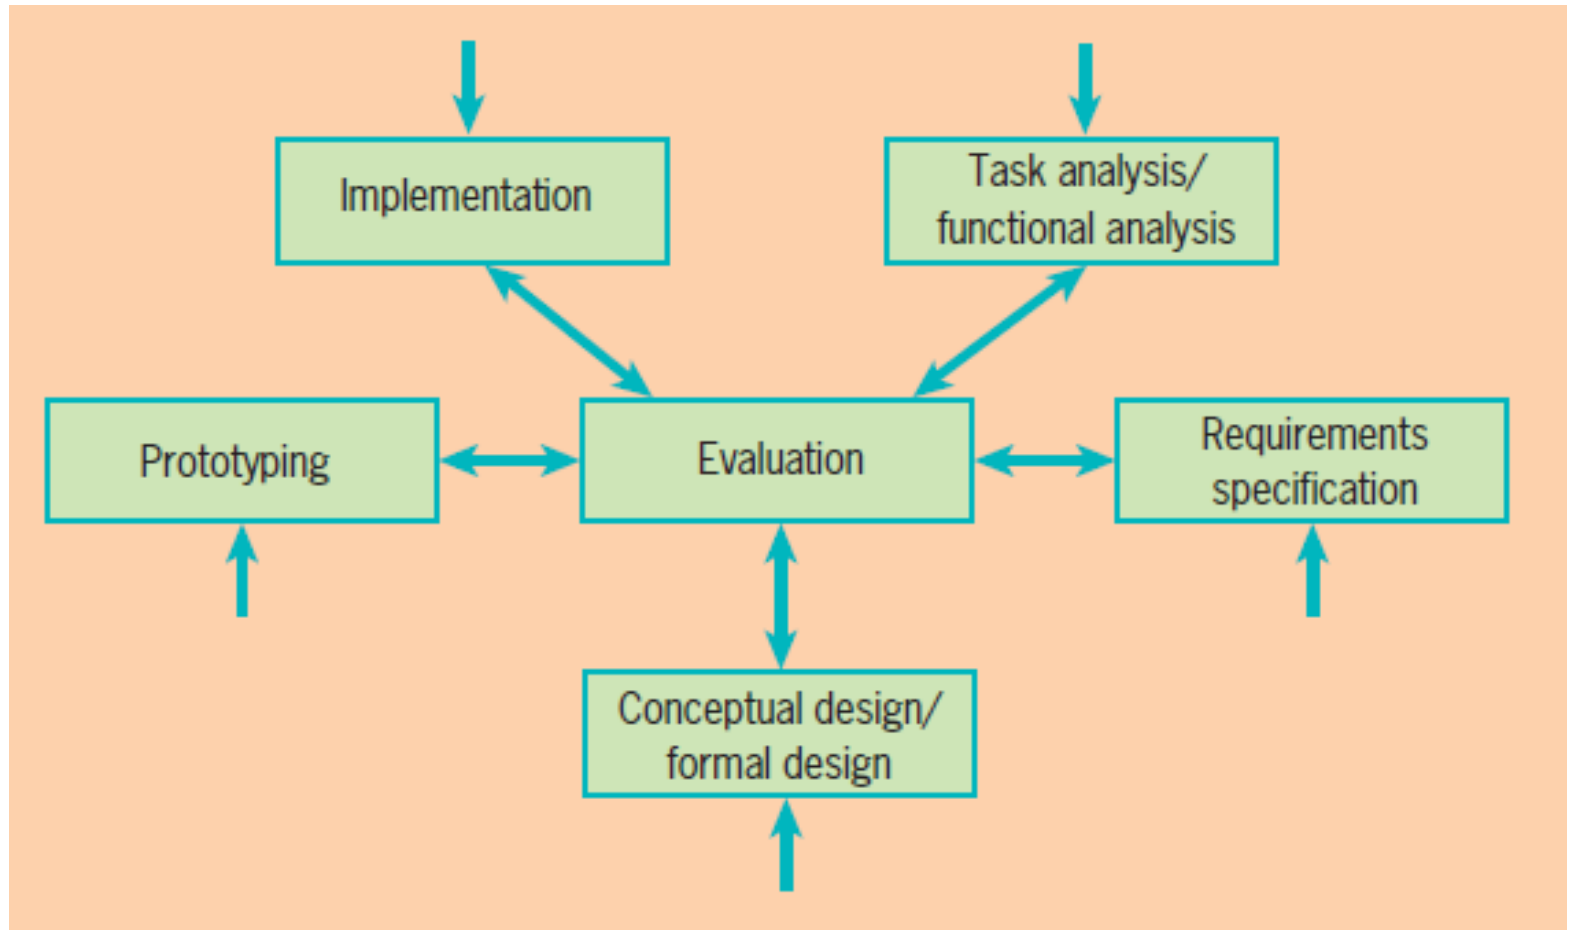 Implementation
Task analysis/
functional analysis
Prototyping
Evaluation
Requirements
specification
Conceptual design/
formal design